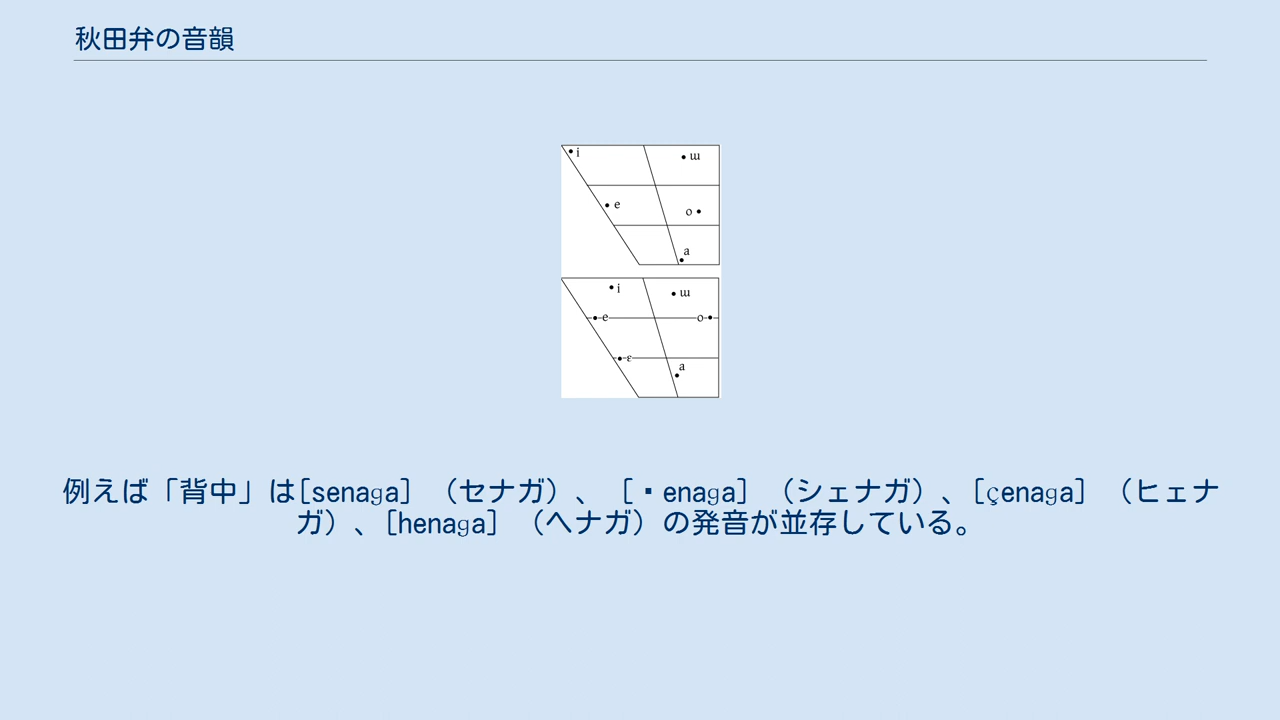 秋田弁の音韻
i ɯ
e o
a
i ɯ
e o
ɛ
a
例えば「背中」は[senaɡa]（セナガ）、［・enaɡa］（シェナガ）、[çenaɡa]（ヒェナ
ガ）、[henaɡa]（ヘナガ）の発音が並存している。